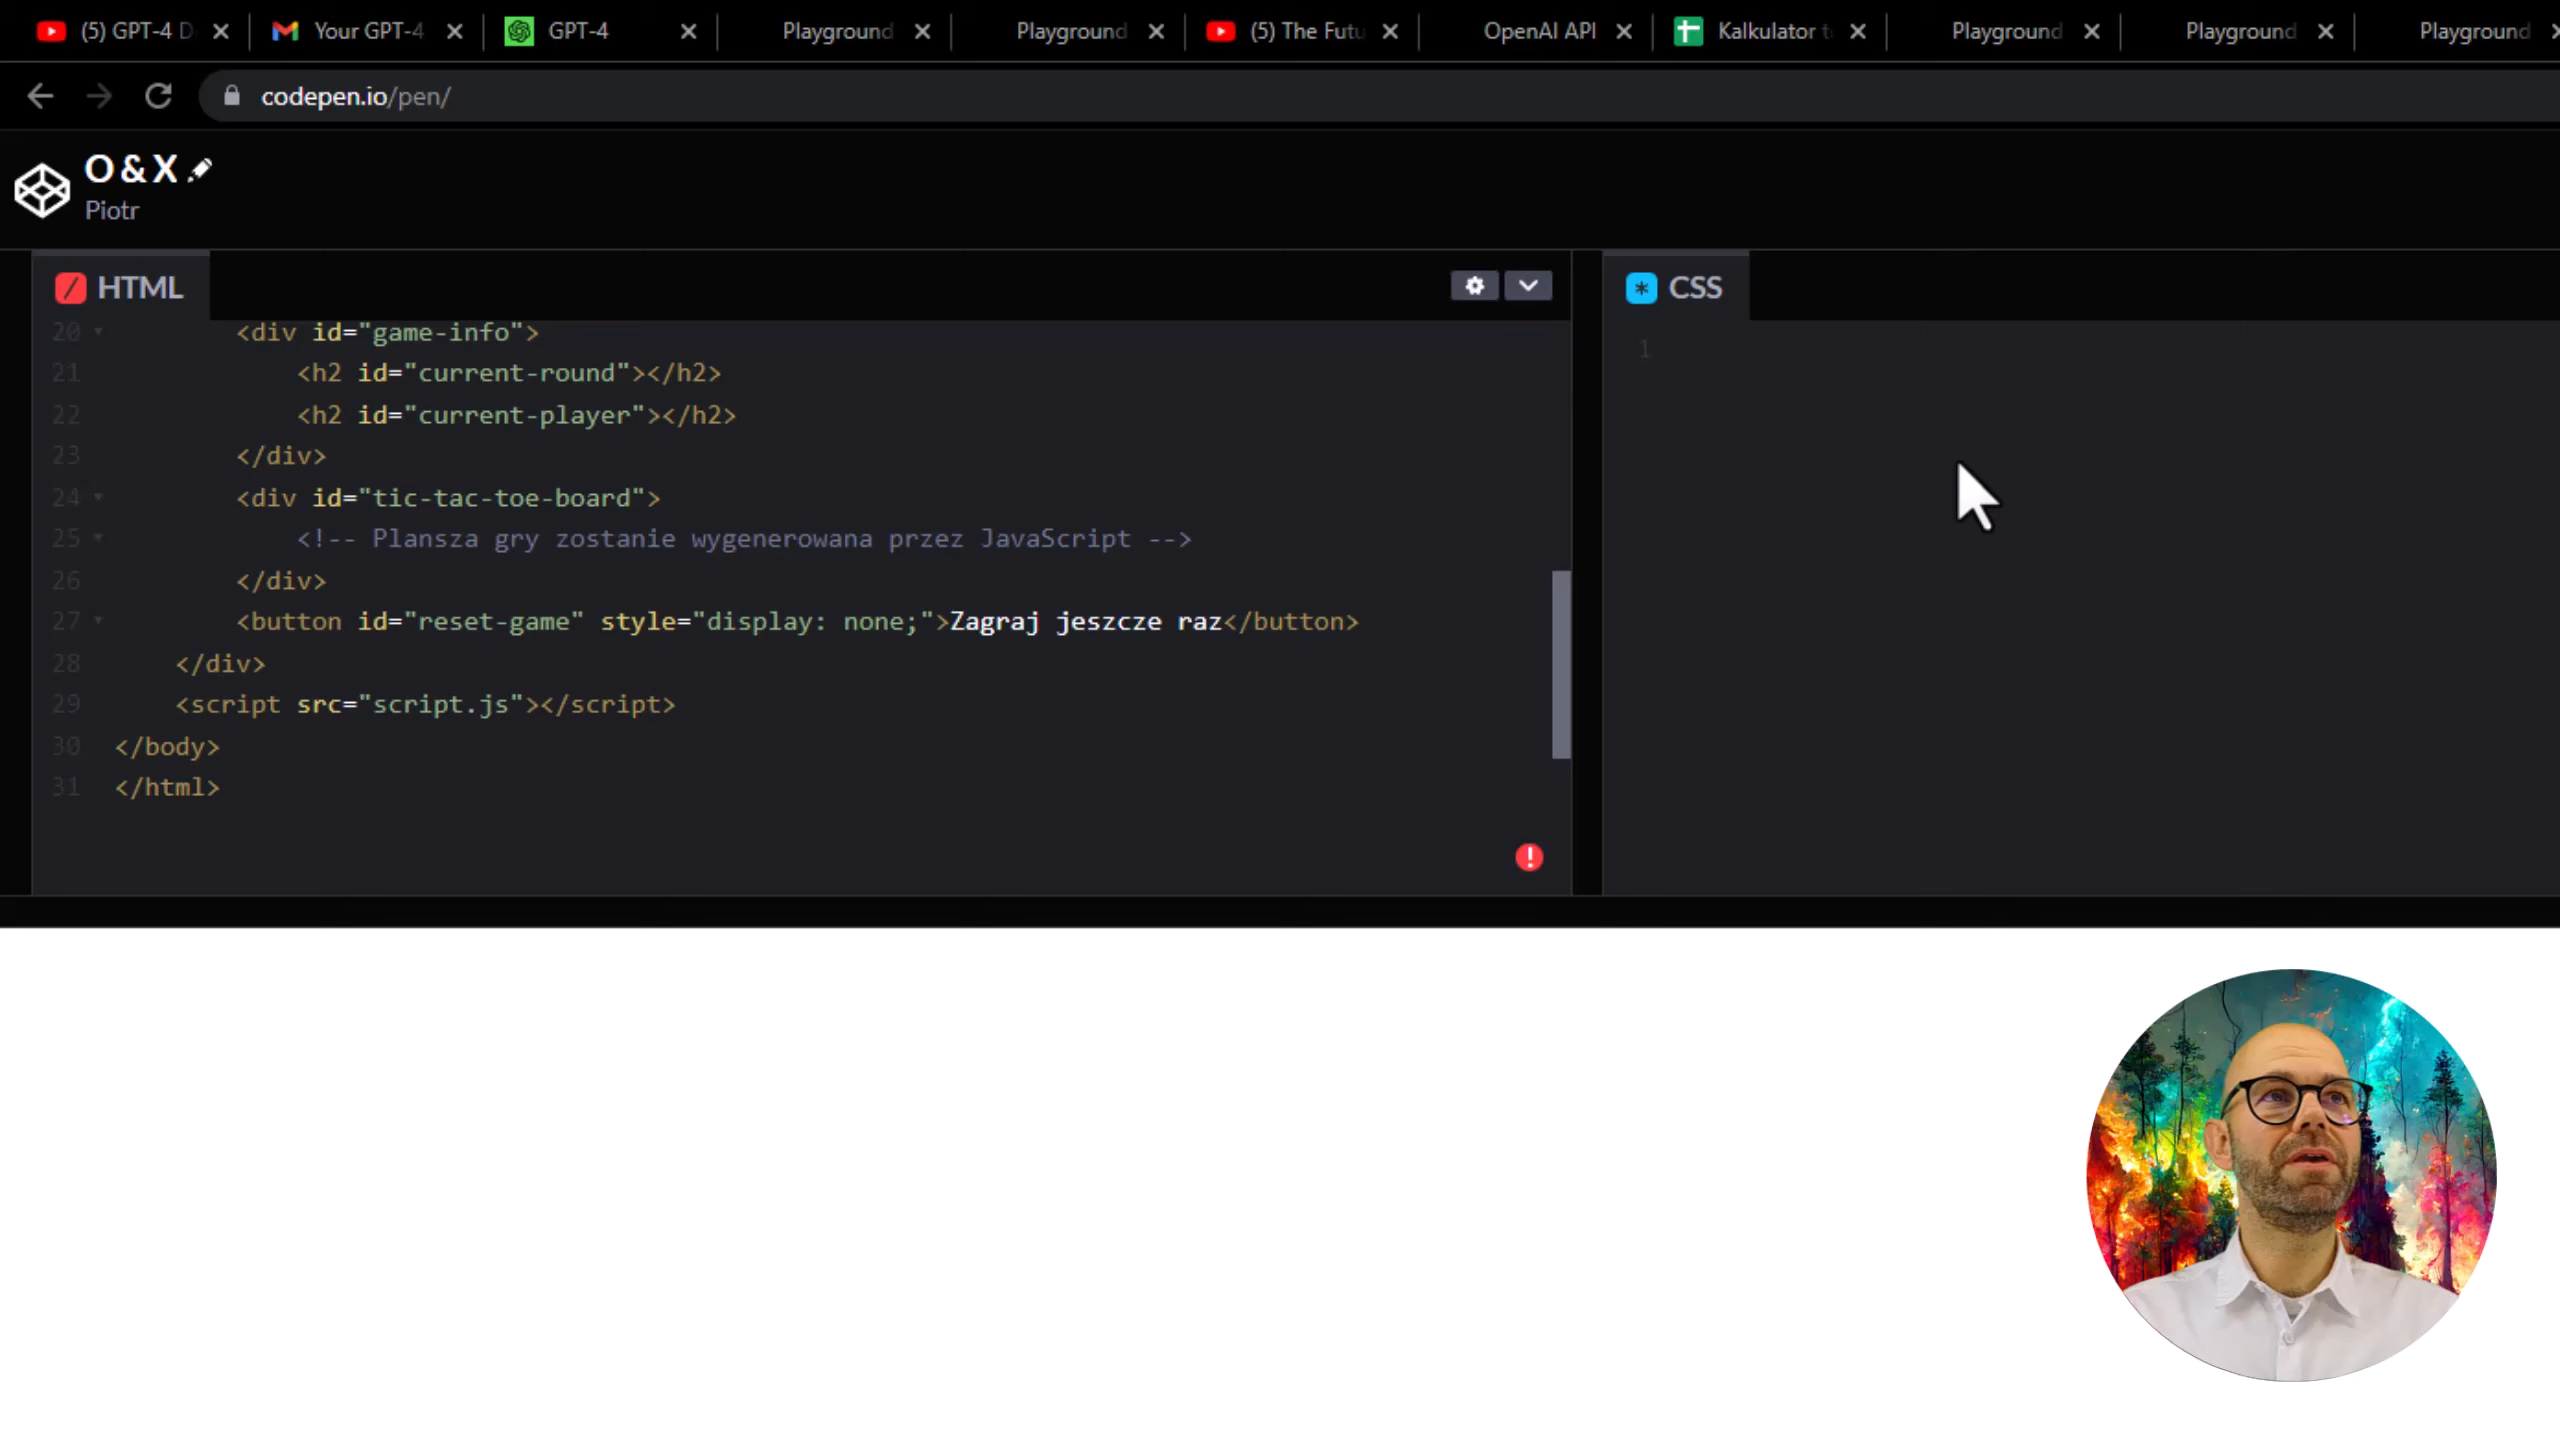 (5) GPT-4 D
Your GPT-4
GPT-4
Playground
Playground
(5) The Futu
OpenAI API
Kalkulator t
Playground
Playground
Playground
codepen.io/pen/
O & X
Piotr
HTML
20 <div id="game-info">
21 <h2 id="current-round"></h2>
22 <h2 id="current-player"></h2>
23 </div>
24 <div id="tic-tac-toe-board">
25 <!-- Plansza gry zostanie wygenerowana przez JavaScript -->
26 </div>
27 <button id="reset-game" style="display: none;">Zagraj jeszcze raz</button>
28 </div>
29 <script src="script.js"></script>
30 </body>
31 </html>
CSS
1